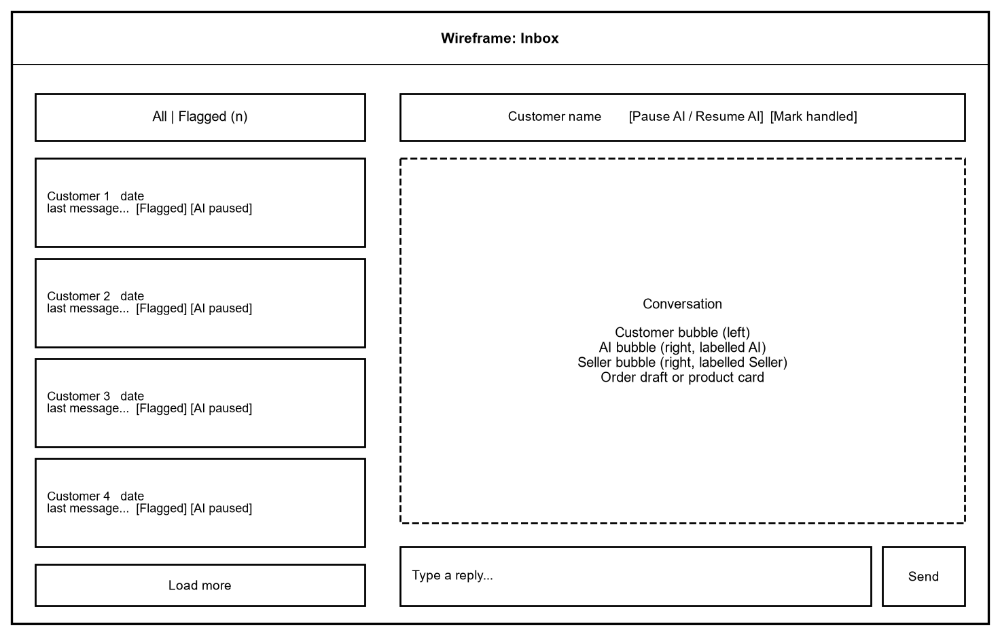 Wireframe: Inbox
All | Flagged (n)
Customer 1   date
last message...  [Flagged] [AI paused]
Customer 2   date
last message...  [Flagged] [AI paused]
Customer 3   date
last message...  [Flagged] [AI paused]
Customer 4   date
last message...  [Flagged] [AI paused]
Load more
Customer name        [Pause AI / Resume AI]  [Mark handled]
Conversation
Customer bubble (left)
AI bubble (right, labelled AI)
Seller bubble (right, labelled Seller)
Order draft or product card
Type a reply...
Send